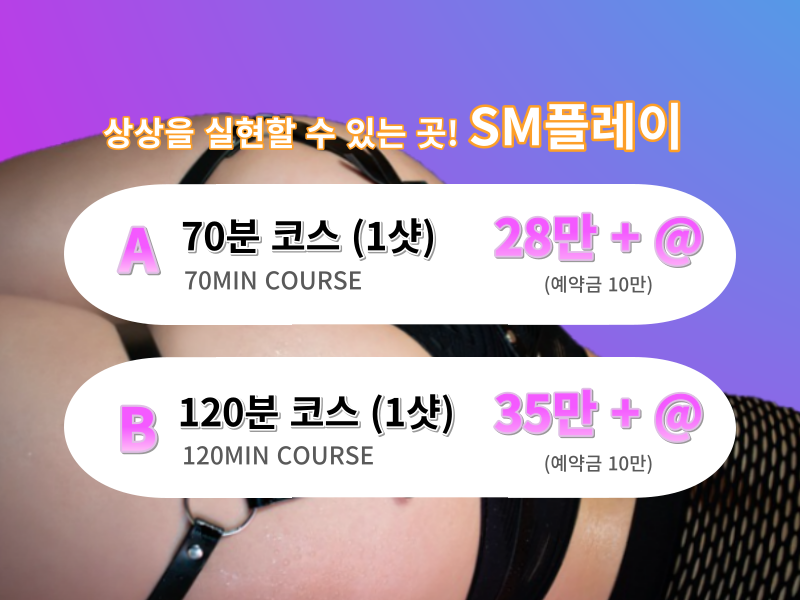 상상을 실현할 수 있는 곳! SM플레이
A
70분 코스 (1샷)
70MIN COURSE
28만 + @
(예약금 10만)
B
120분 코스 (1샷)
120MIN COURSE
35만 + @
(예약금 10만)